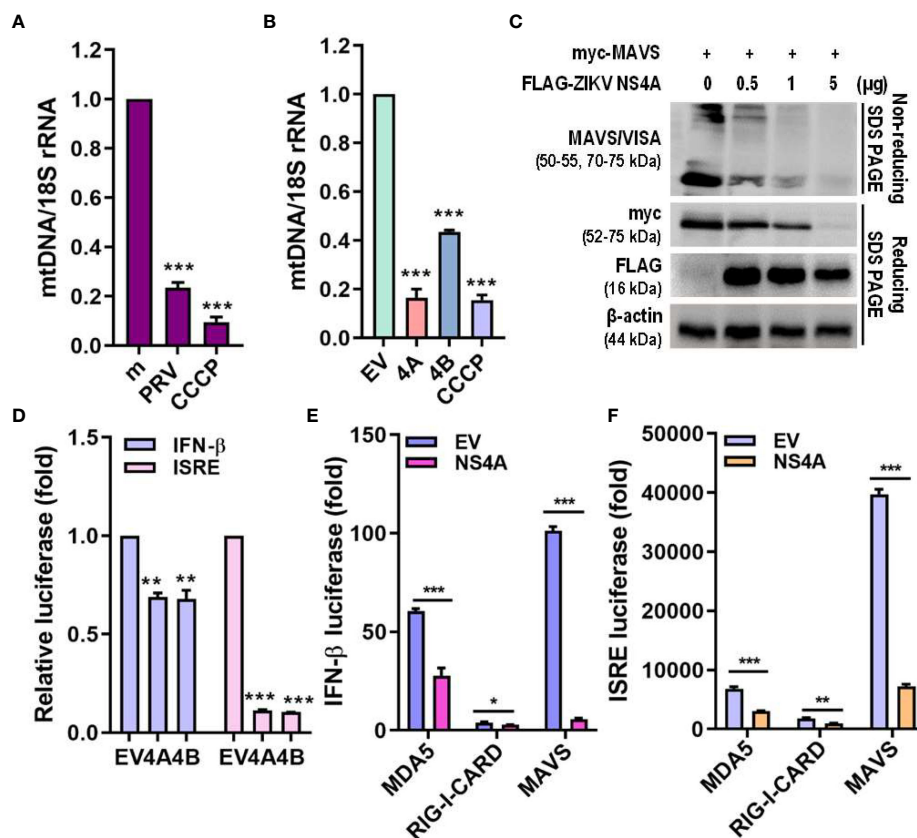 A
mtDNA/18S rRNA
1.2
1.0
0.8
0.6
0.4
0.2
0.0
***
***
m
PRV
CCCP
B
mtDNA/18S rRNA
1.2
1.0
0.8
0.6
0.4
0.2
0.0
***
***
***
EV
4A
4B
CCCP
C
myc-MAVS + + + +
FLAG-ZIKV NS4A 0 0.5 1 5 (μg)
MAVS/VISA
(50-55, 70-75 kDa)
myc
(52-75 kDa)
FLAG
(16 kDa)
β-actin
(44 kDa)
Non-reducing
SDS PAGE
Reducing
SDS PAGE
D
Relative luciferase (fold)
IFN-β
ISRE
1.5
1.0
0.5
0.0
** **
*** ***
EV4A4B EV4A4B
E
IFN-β luciferase (fold)
EV
NS4A
150
100
50
0
***
*
***
MDA5
RIG-I-CARD
MAVS
F
ISRE luciferase (fold)
EV
NS4A
50000
40000
30000
20000
10000
0
***
**
***
MDA5
RIG-I-CARD
MAVS